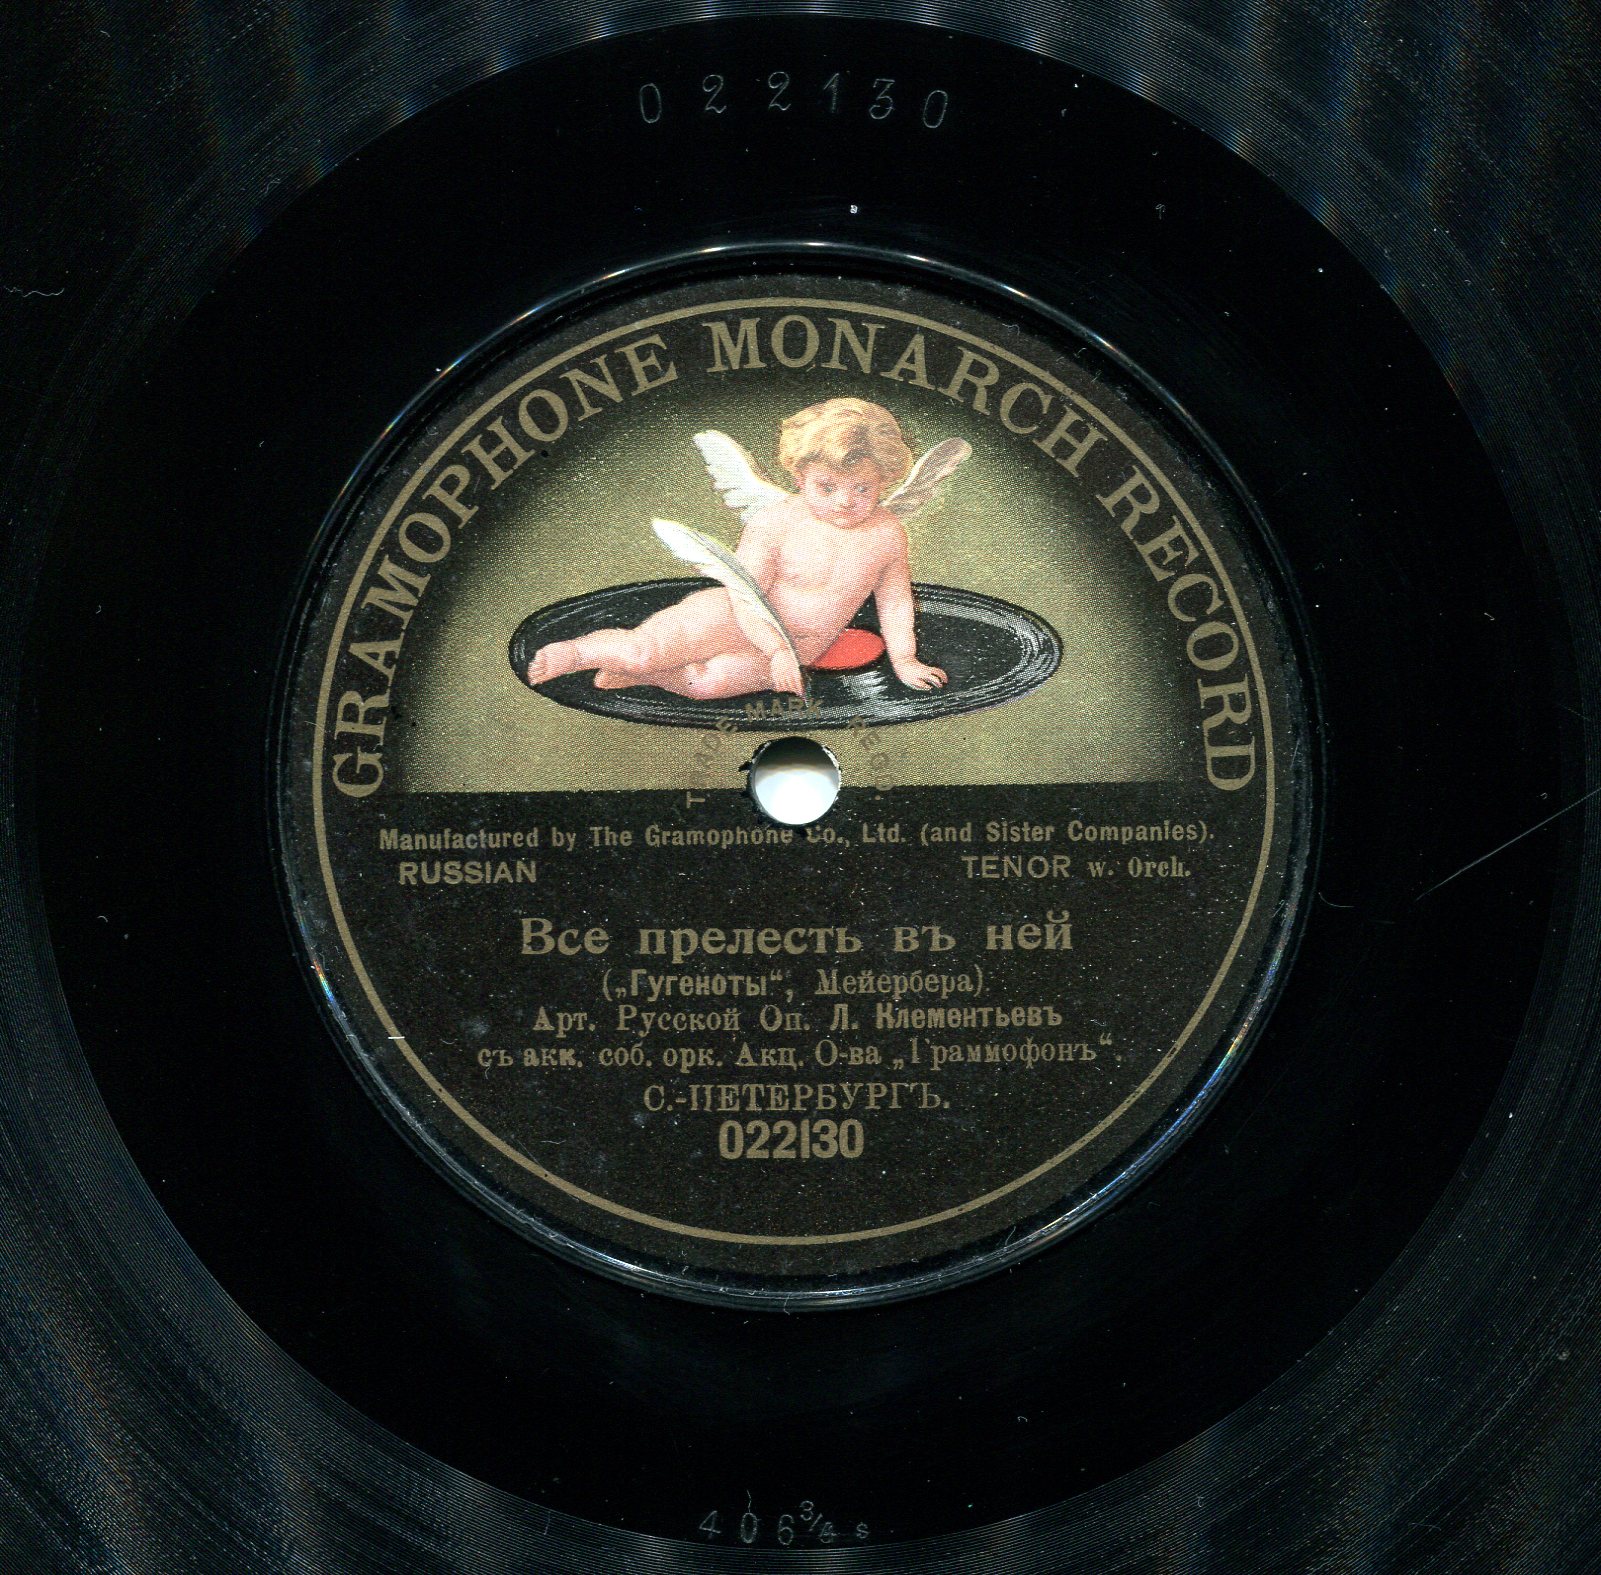 022130
GRAMOPHONE MONARCH RECORD
TRADE MARK
Manufactured by The Gramophone Co., Ltd. (and Sister Companies).
RUSSIAN TENOR w. Orch.
Все прелесть въ ней
(„Гугеноты“, Мейербера)
Арт. Русской Оп. Л. Клементьевъ
съ акк. соб. орк. Акц. О-ва „Граммофонъ“.
С.-ПЕТЕРБУРГЪ.
022130
406¾ s